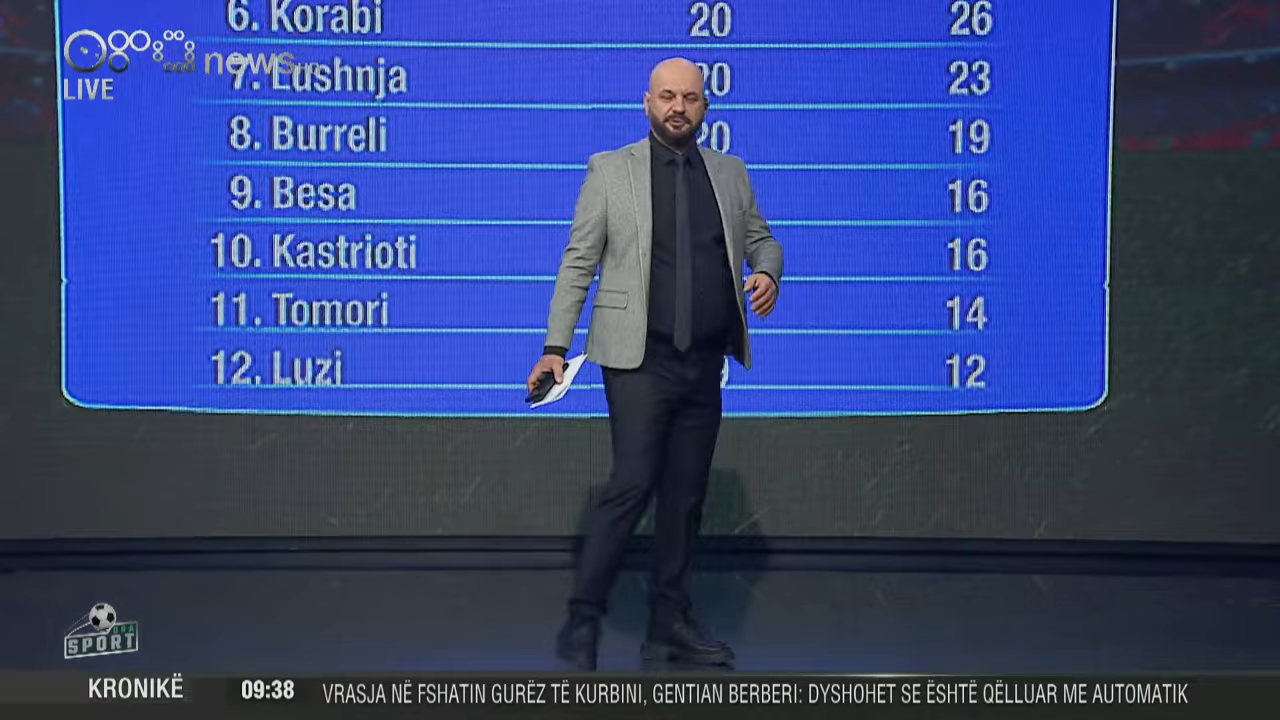 6. Korabi 20 26
news
LIVE
7. Lushnja 20 23
8. Burreli 20 19
9. Besa 16
10. Kastrioti 16
11. Tomori 14
12. Luzi 12
ORA
SPORT
KRONIKË 09:38 VRASJA NË FSHATIN GURËZ TË KURBINI, GENTIAN BERBERI: DYSHOHET SE ËSHTË QËLLUAR ME AUTOMATIK